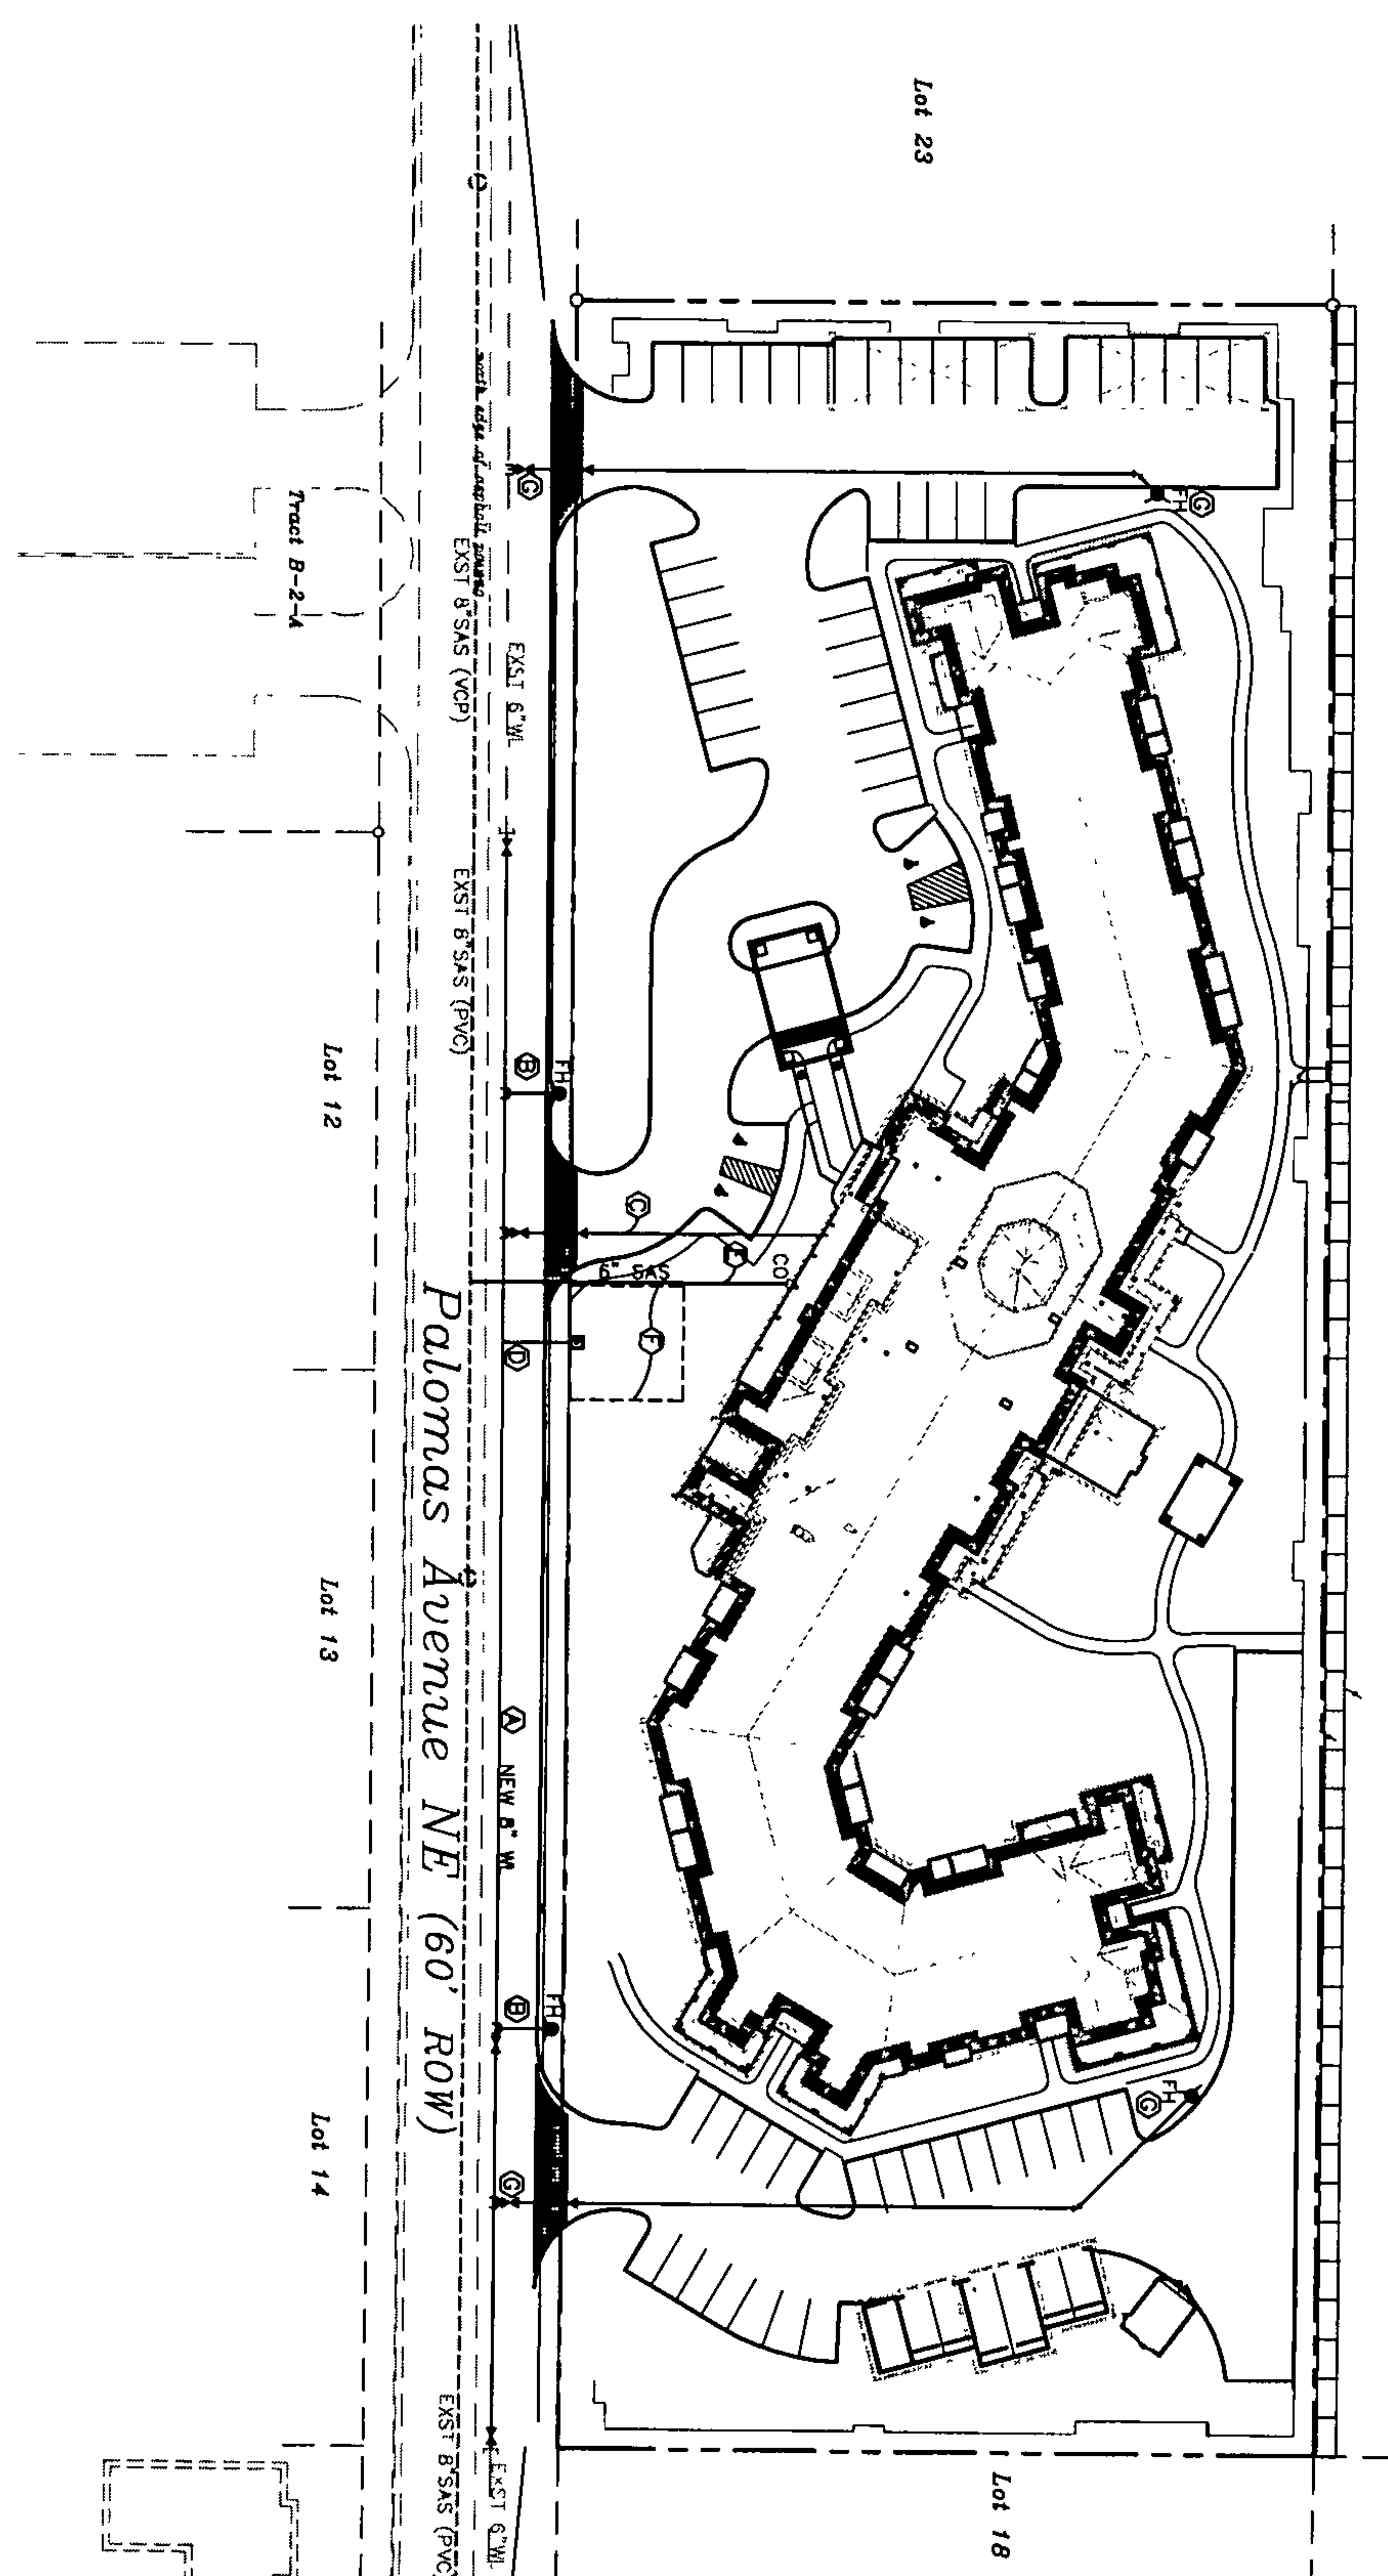 Lot 23
G
FH
G
EXST 8"SAS (VCP)
EXST 6"WL
Tract B-2-A
EXST 8"SAS (PVC)
B
FH
Lot 12
C
E
CO
6" SAS
F
D
Palomas Avenue NE (60' ROW)
Lot 13
A
NEW 8" WL
B
FH
G
FH
G
Lot 14
EXST 8"SAS (PVC)
EXST 6"WL
Lot 18